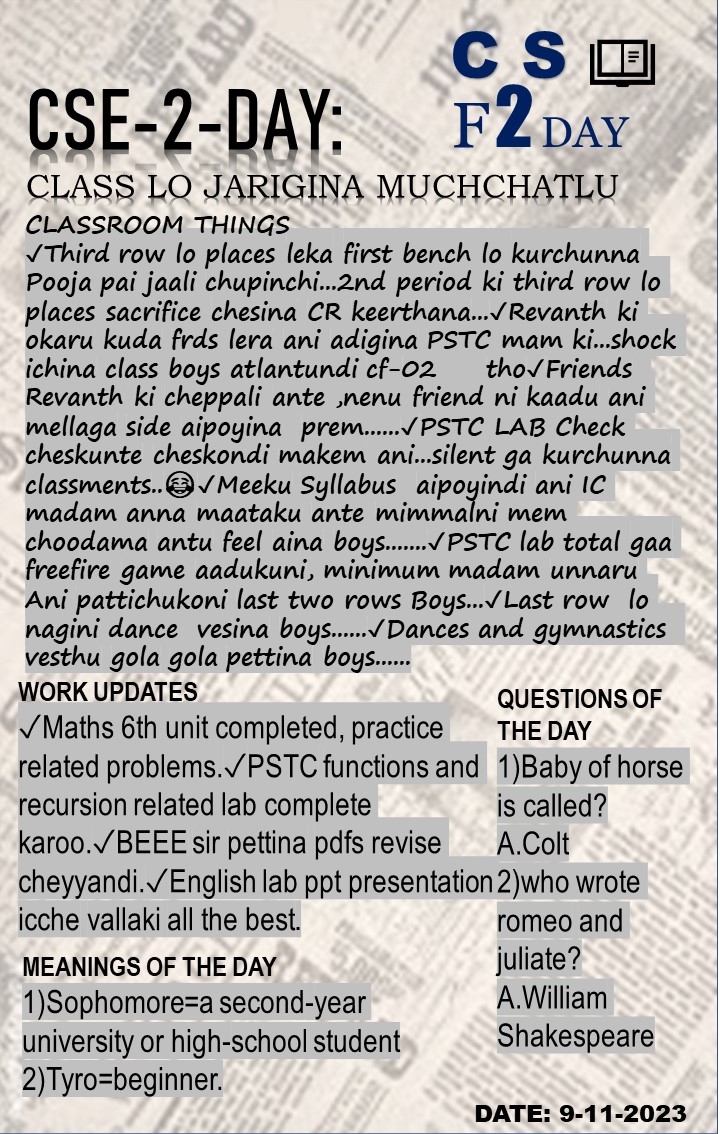 C S
F2 DAY
CSE-2-DAY:
CLASS LO JARIGINA MUCHCHATLU
CLASSROOM THINGS
✓Third row lo places leka first bench lo kurchunna
Pooja pai jaali chupinchi...2nd period ki third row lo
places sacrifice chesina CR keerthana...✓Revanth ki
okaru kuda frds lera ani adigina PSTC mam ki...shock
ichina class boys atlantundi cf-02 tho✓Friends
Revanth ki cheppali ante ,nenu friend ni kaadu ani
mellaga side aipoyina prem......✓PSTC LAB Check
cheskunte cheskondi makem ani...silent ga kurchunna
classments..😂✓Meeku Syllabus aipoyindi ani IC
madam anna maataku ante mimmalni mem
choodama antu feel aina boys.......✓PSTC lab total gaa
freefire game aadukuni, minimum madam unnaru
Ani pattichukoni last two rows Boys...✓Last row lo
nagini dance vesina boys......✓Dances and gymnastics
vesthu gola gola pettina boys......
WORK UPDATES
✓Maths 6th unit completed, practice
related problems.✓PSTC functions and
recursion related lab complete
karoo.✓BEEE sir pettina pdfs revise
cheyyandi.✓English lab ppt presentation
icche vallaki all the best.
MEANINGS OF THE DAY
1)Sophomore=a second-year
university or high-school student
2)Tyro=beginner.
QUESTIONS OF
THE DAY
1)Baby of horse
is called?
A.Colt
2)who wrote
romeo and
juliate?
A.William
Shakespeare
DATE: 9-11-2023